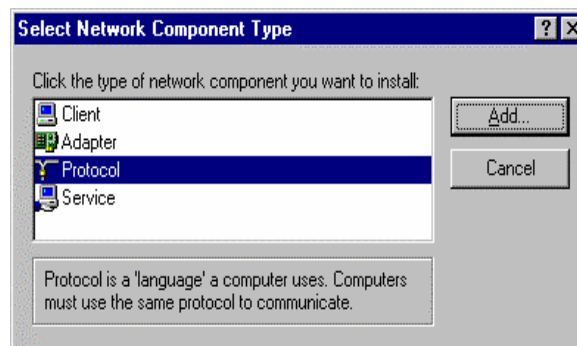 Select Network Component Type
Click the type of network component you want to install:
Client
Adapter
Protocol
Service
Add...
Cancel
Protocol is a 'language' a computer uses. Computers
must use the same protocol to communicate.